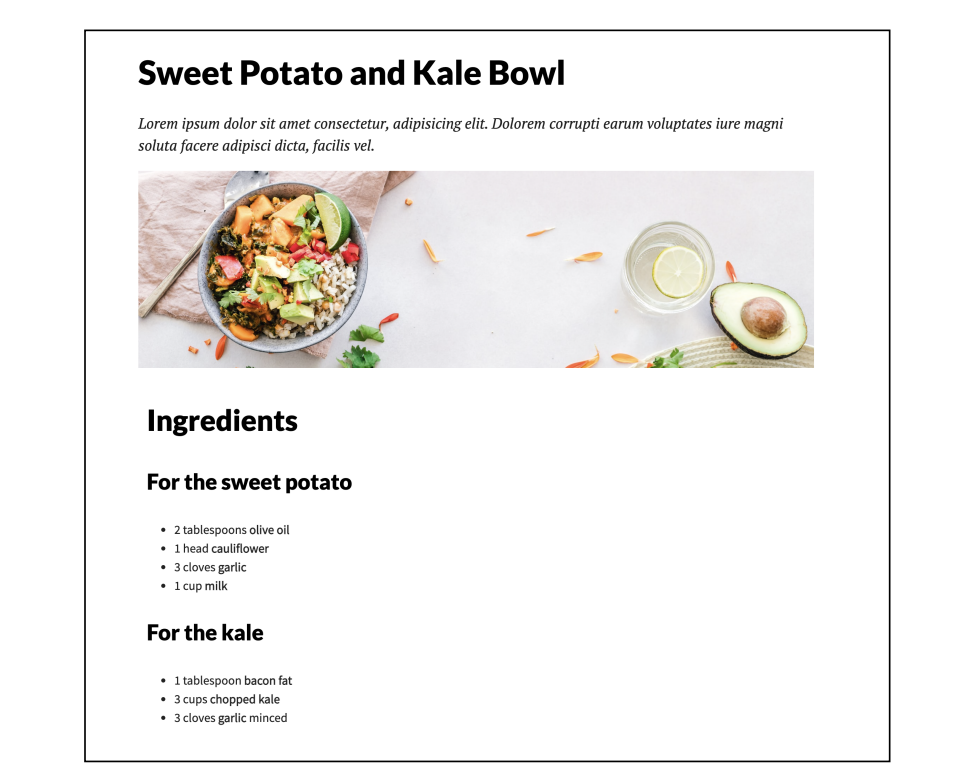 Sweet Potato and Kale Bowl
Lorem ipsum dolor sit amet consectetur, adipisicing elit. Dolorem corrupti earum voluptates iure magni
soluta facere adipisci dicta, facilis vel.
Ingredients
For the sweet potato
• 2 tablespoons olive oil
• 1 head cauliflower
• 3 cloves garlic
• 1 cup milk
For the kale
• 1 tablespoon bacon fat
• 3 cups chopped kale
• 3 cloves garlic minced